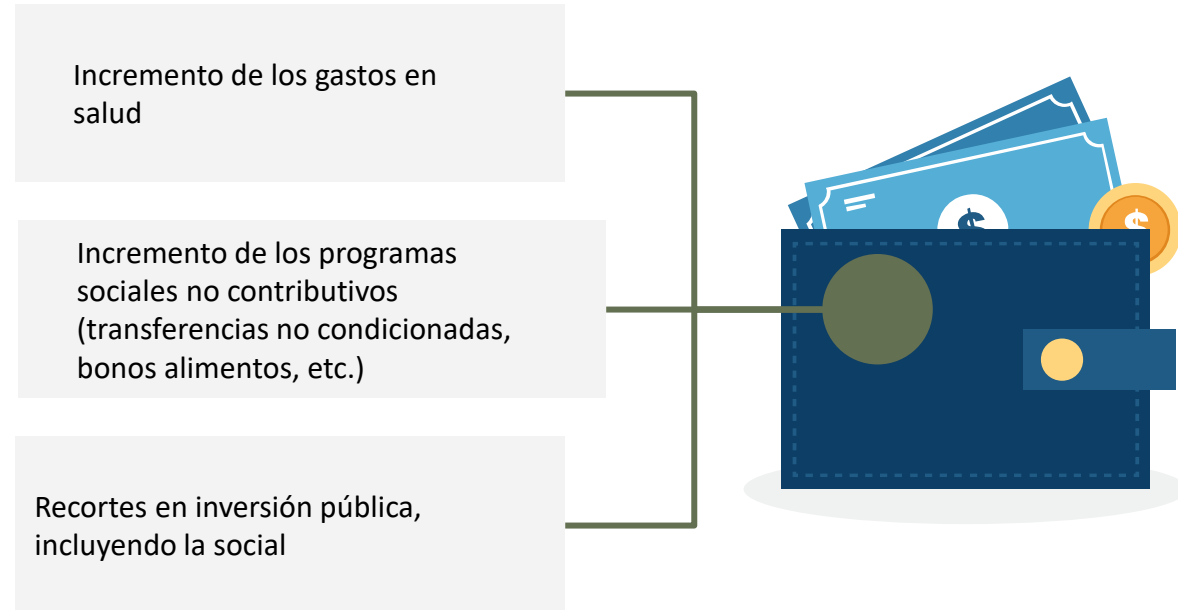 Incremento de los gastos en
salud
Incremento de los programas
sociales no contributivos
(transferencias no condicionadas,
bonos alimentos, etc.)
Recortes en inversión pública,
incluyendo la social
$
$